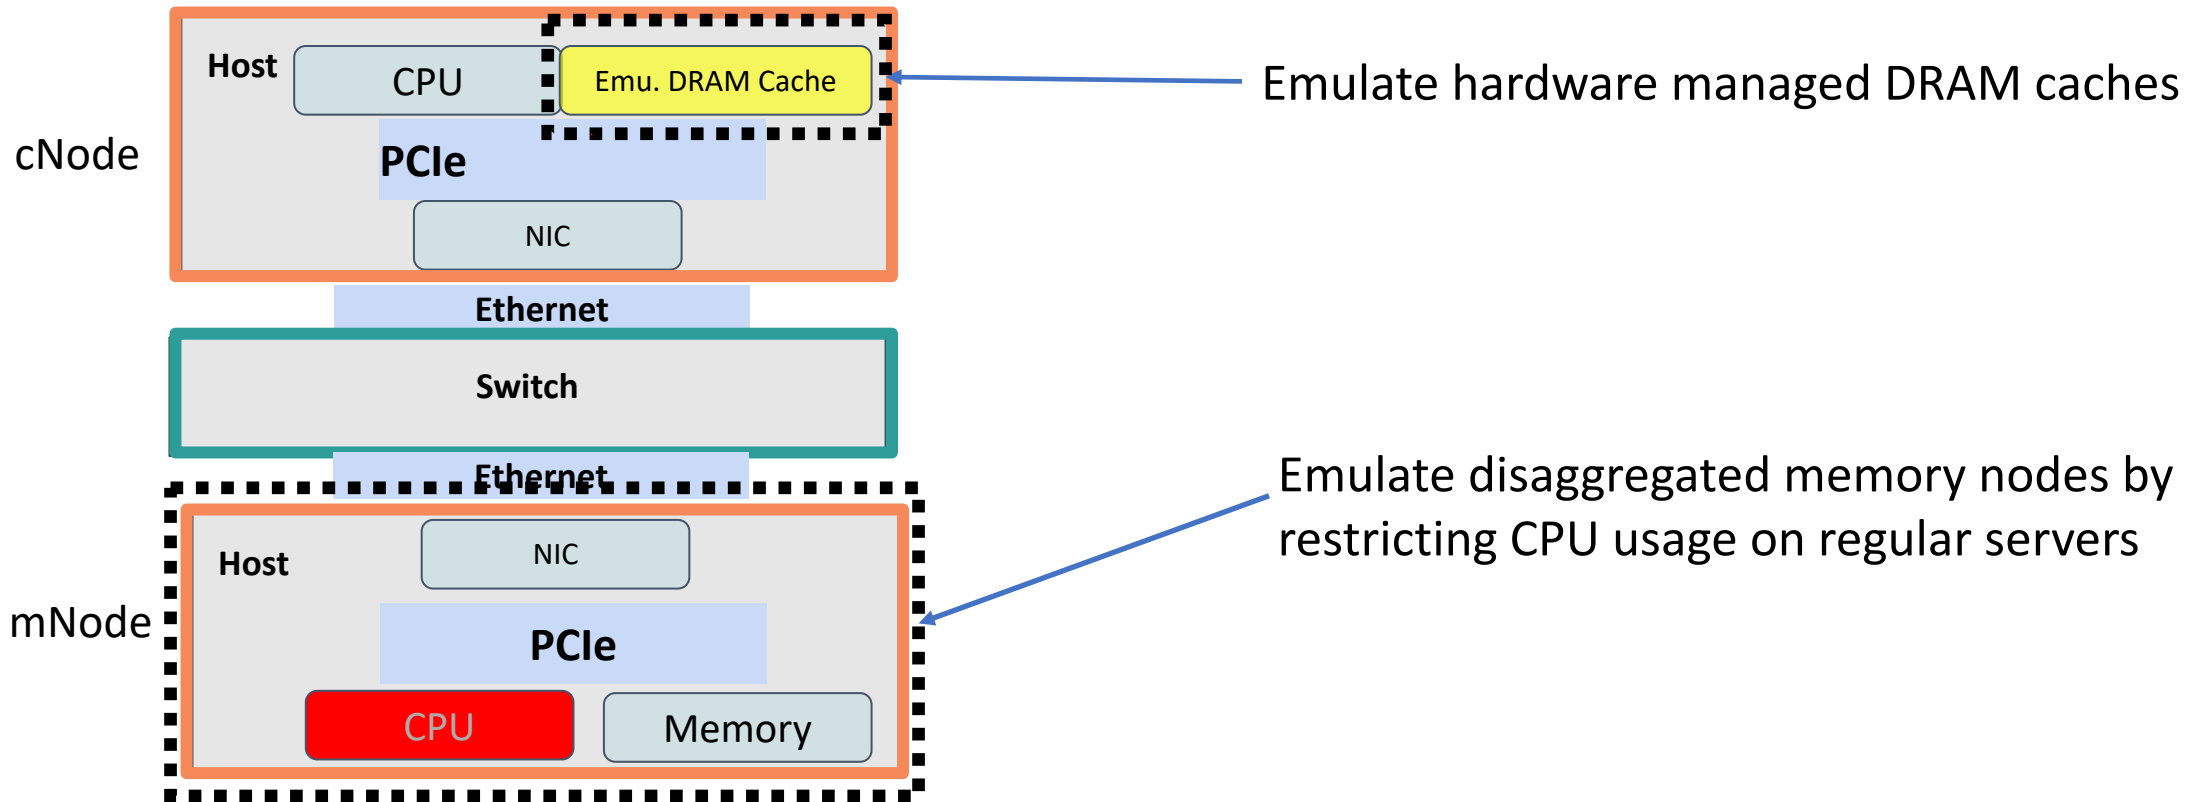 Host
CPU
Emu. DRAM Cache
Emulate hardware managed DRAM caches
cNode
PCIe
NIC
Ethernet
Switch
Ethernet
Emulate disaggregated memory nodes by
restricting CPU usage on regular servers
Host
NIC
mNode
PCIe
CPU
Memory